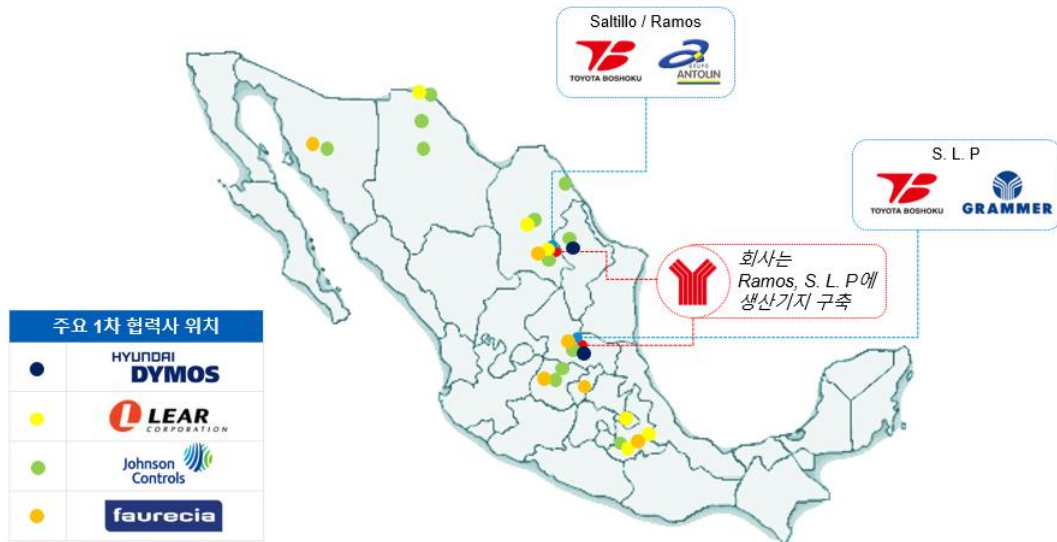 Saltillo / Ramos
TOYOTA BOSHOKU
GRUPO
ANTOLIN
S. L. P
TOYOTA BOSHOKU
GRAMMER
회사는
Ramos, S. L. P에
생산기지 구축
주요 1차 협력사 위치
HYUNDAI
DYMOS
LEAR
CORPORATION
Johnson
Controls
faurecia